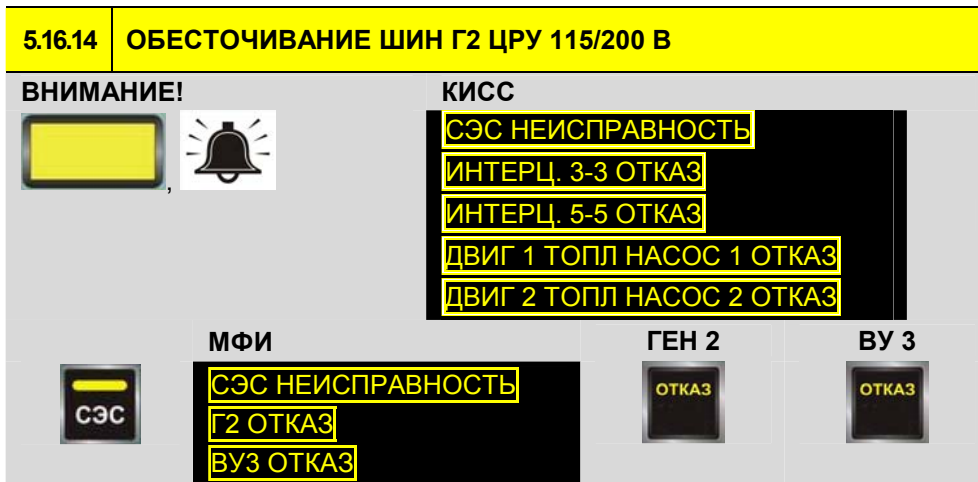 5.16.14 ОБЕСТОЧИВАНИЕ ШИН Г2 ЦРУ 115/200 В
ВНИМАНИЕ! КИСС
,
СЭС НЕИСПРАВНОСТЬ
ИНТЕРЦ. 3-3 ОТКАЗ
ИНТЕРЦ. 5-5 ОТКАЗ
ДВИГ 1 ТОПЛ НАСОС 1 ОТКАЗ
ДВИГ 2 ТОПЛ НАСОС 2 ОТКАЗ
МФИ ГЕН 2 ВУ 3
СЭС
СЭС НЕИСПРАВНОСТЬ
Г2 ОТКАЗ
ВУ3 ОТКАЗ
ОТКАЗ
ОТКАЗ